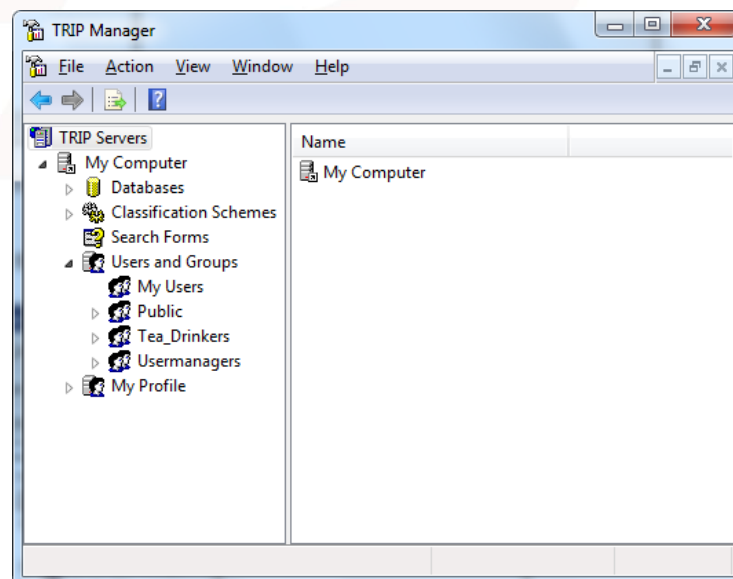 TRIP Manager
File Action View Window Help
TRIP Servers
My Computer
Databases
Classification Schemes
Search Forms
Users and Groups
My Users
Public
Tea_Drinkers
Usermanagers
My Profile
Name
My Computer